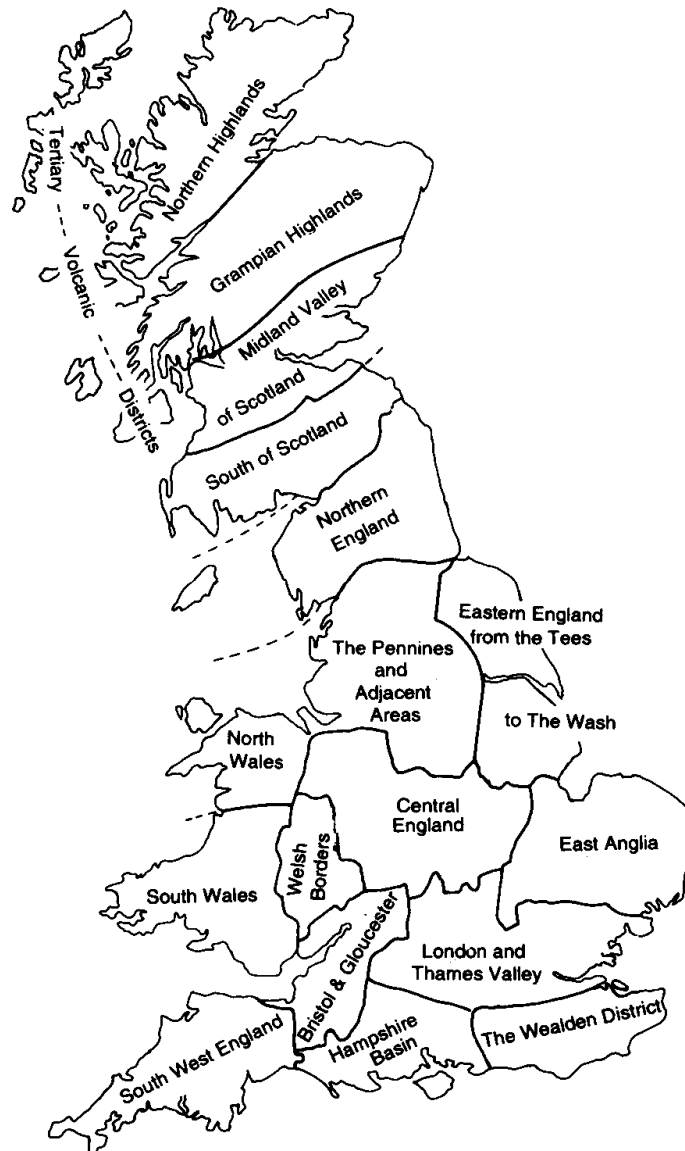 Northern Highlands
Tertiary
Volcanic
Districts
Grampian Highlands
Midland Valley
of Scotland
South of Scotland
Northern
England
Eastern England
from the Tees
to The Wash
The Pennines
and
Adjacent
Areas
North
Wales
Central
England
East Anglia
Welsh
Borders
South Wales
Bristol & Gloucester
London and
Thames Valley
The Wealden District
Hampshire
Basin
South West England